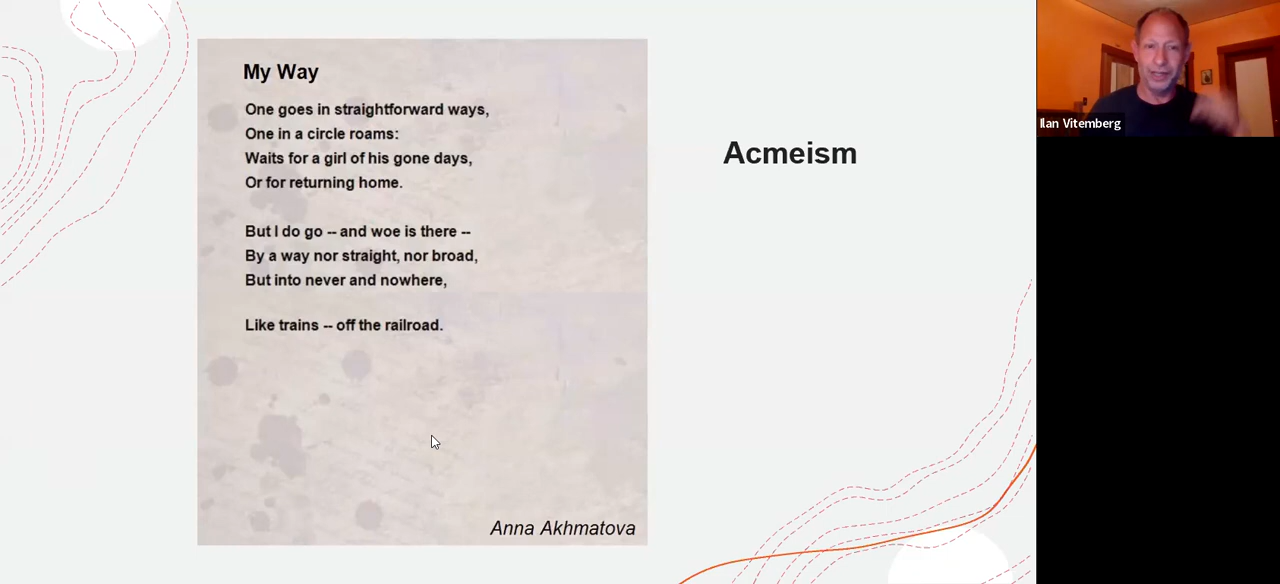 My Way
One goes in straightforward ways,
One in a circle roams:
Waits for a girl of his gone days,
Or for returning home.
But I do go -- and woe is there --
By a way nor straight, nor broad,
But into never and nowhere,
Like trains -- off the railroad.
Anna Akhmatova
Acmeism
Ilan Vitemberg